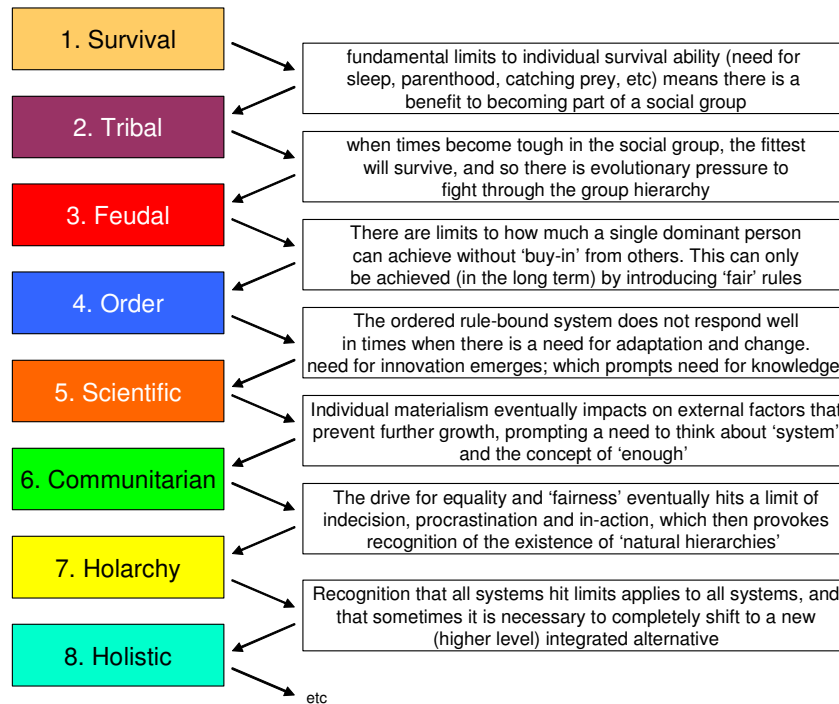 1. Survival
fundamental limits to individual survival ability (need for
sleep, parenthood, catching prey, etc) means there is a
benefit to becoming part of a social group
2. Tribal
when times become tough in the social group, the fittest
will survive, and so there is evolutionary pressure to
fight through the group hierarchy
3. Feudal
There are limits to how much a single dominant person
can achieve without ‘buy-in’ from others. This can only
be achieved (in the long term) by introducing ‘fair’ rules
4. Order
The ordered rule-bound system does not respond well
in times when there is a need for adaptation and change.
need for innovation emerges; which prompts need for knowledge
5. Scientific
Individual materialism eventually impacts on external factors that
prevent further growth, prompting a need to think about ‘system’
and the concept of ‘enough’
6. Communitarian
The drive for equality and ‘fairness’ eventually hits a limit of
indecision, procrastination and in-action, which then provokes
recognition of the existence of ‘natural hierarchies’
7. Holarchy
Recognition that all systems hit limits applies to all systems, and
that sometimes it is necessary to completely shift to a new
(higher level) integrated alternative
8. Holistic
etc